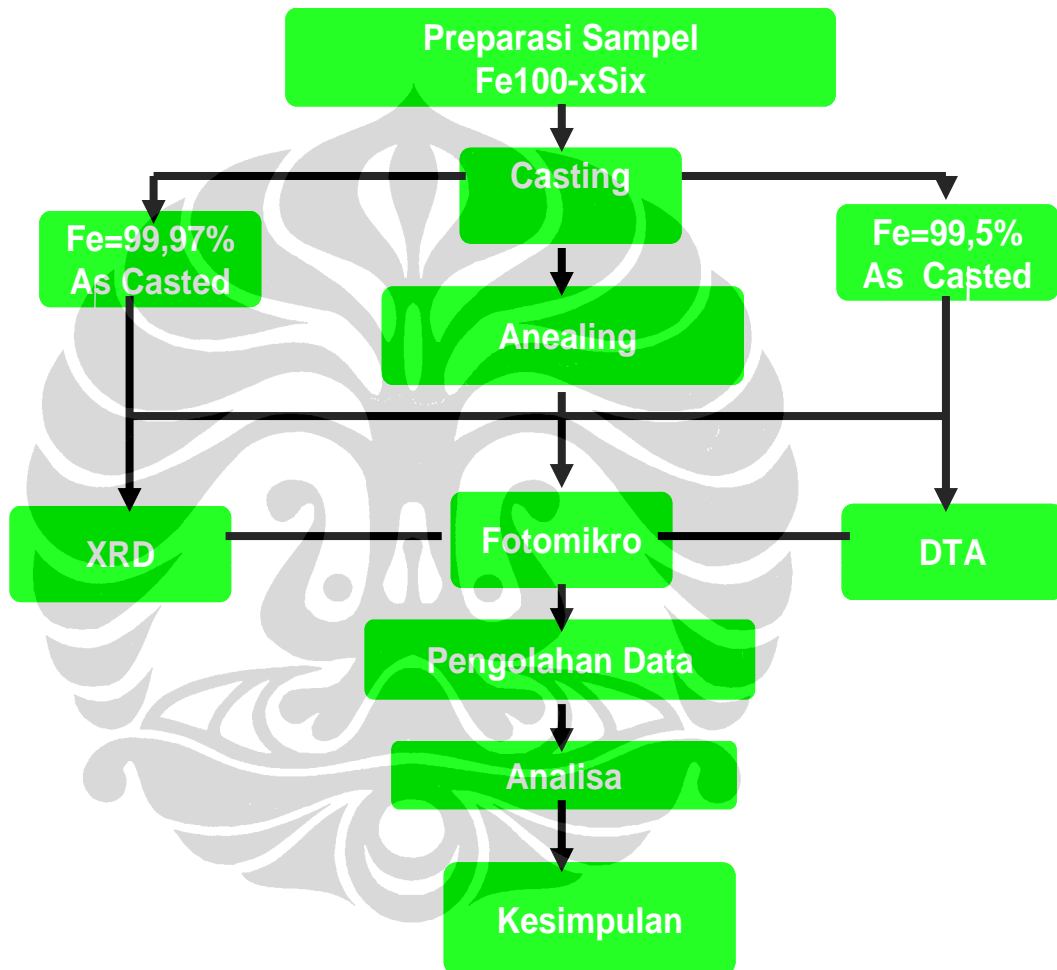 Preparasi Sampel
Fe100-xSix
Casting
Fe=99,97%
As Casted
Fe=99,5%
As Casted
Anealing
XRD
Fotomikro
DTA
Pengolahan Data
Analisa
Kesimpulan